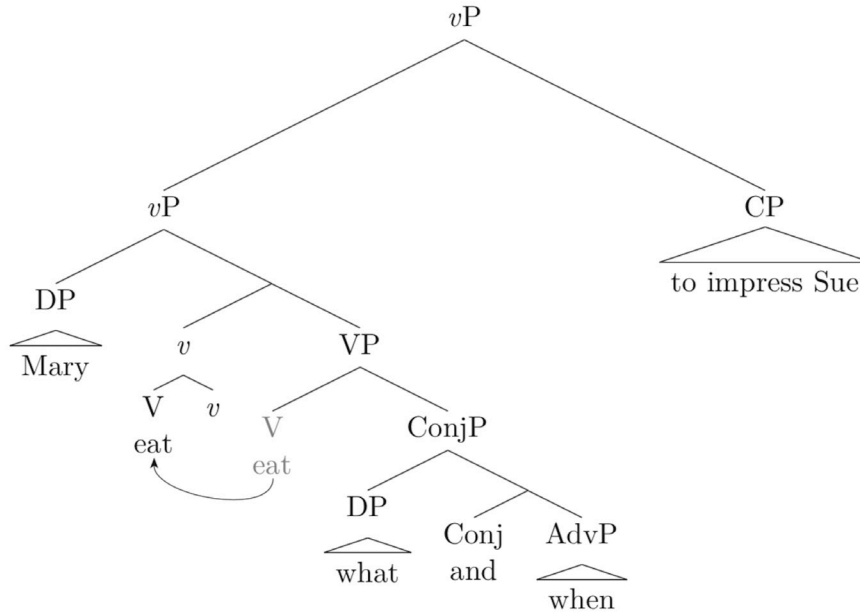 vP
vP CP
to impress Sue
DP
Mary
v VP
V v V ConjP
eat eat
DP Conj AdvP
what and when